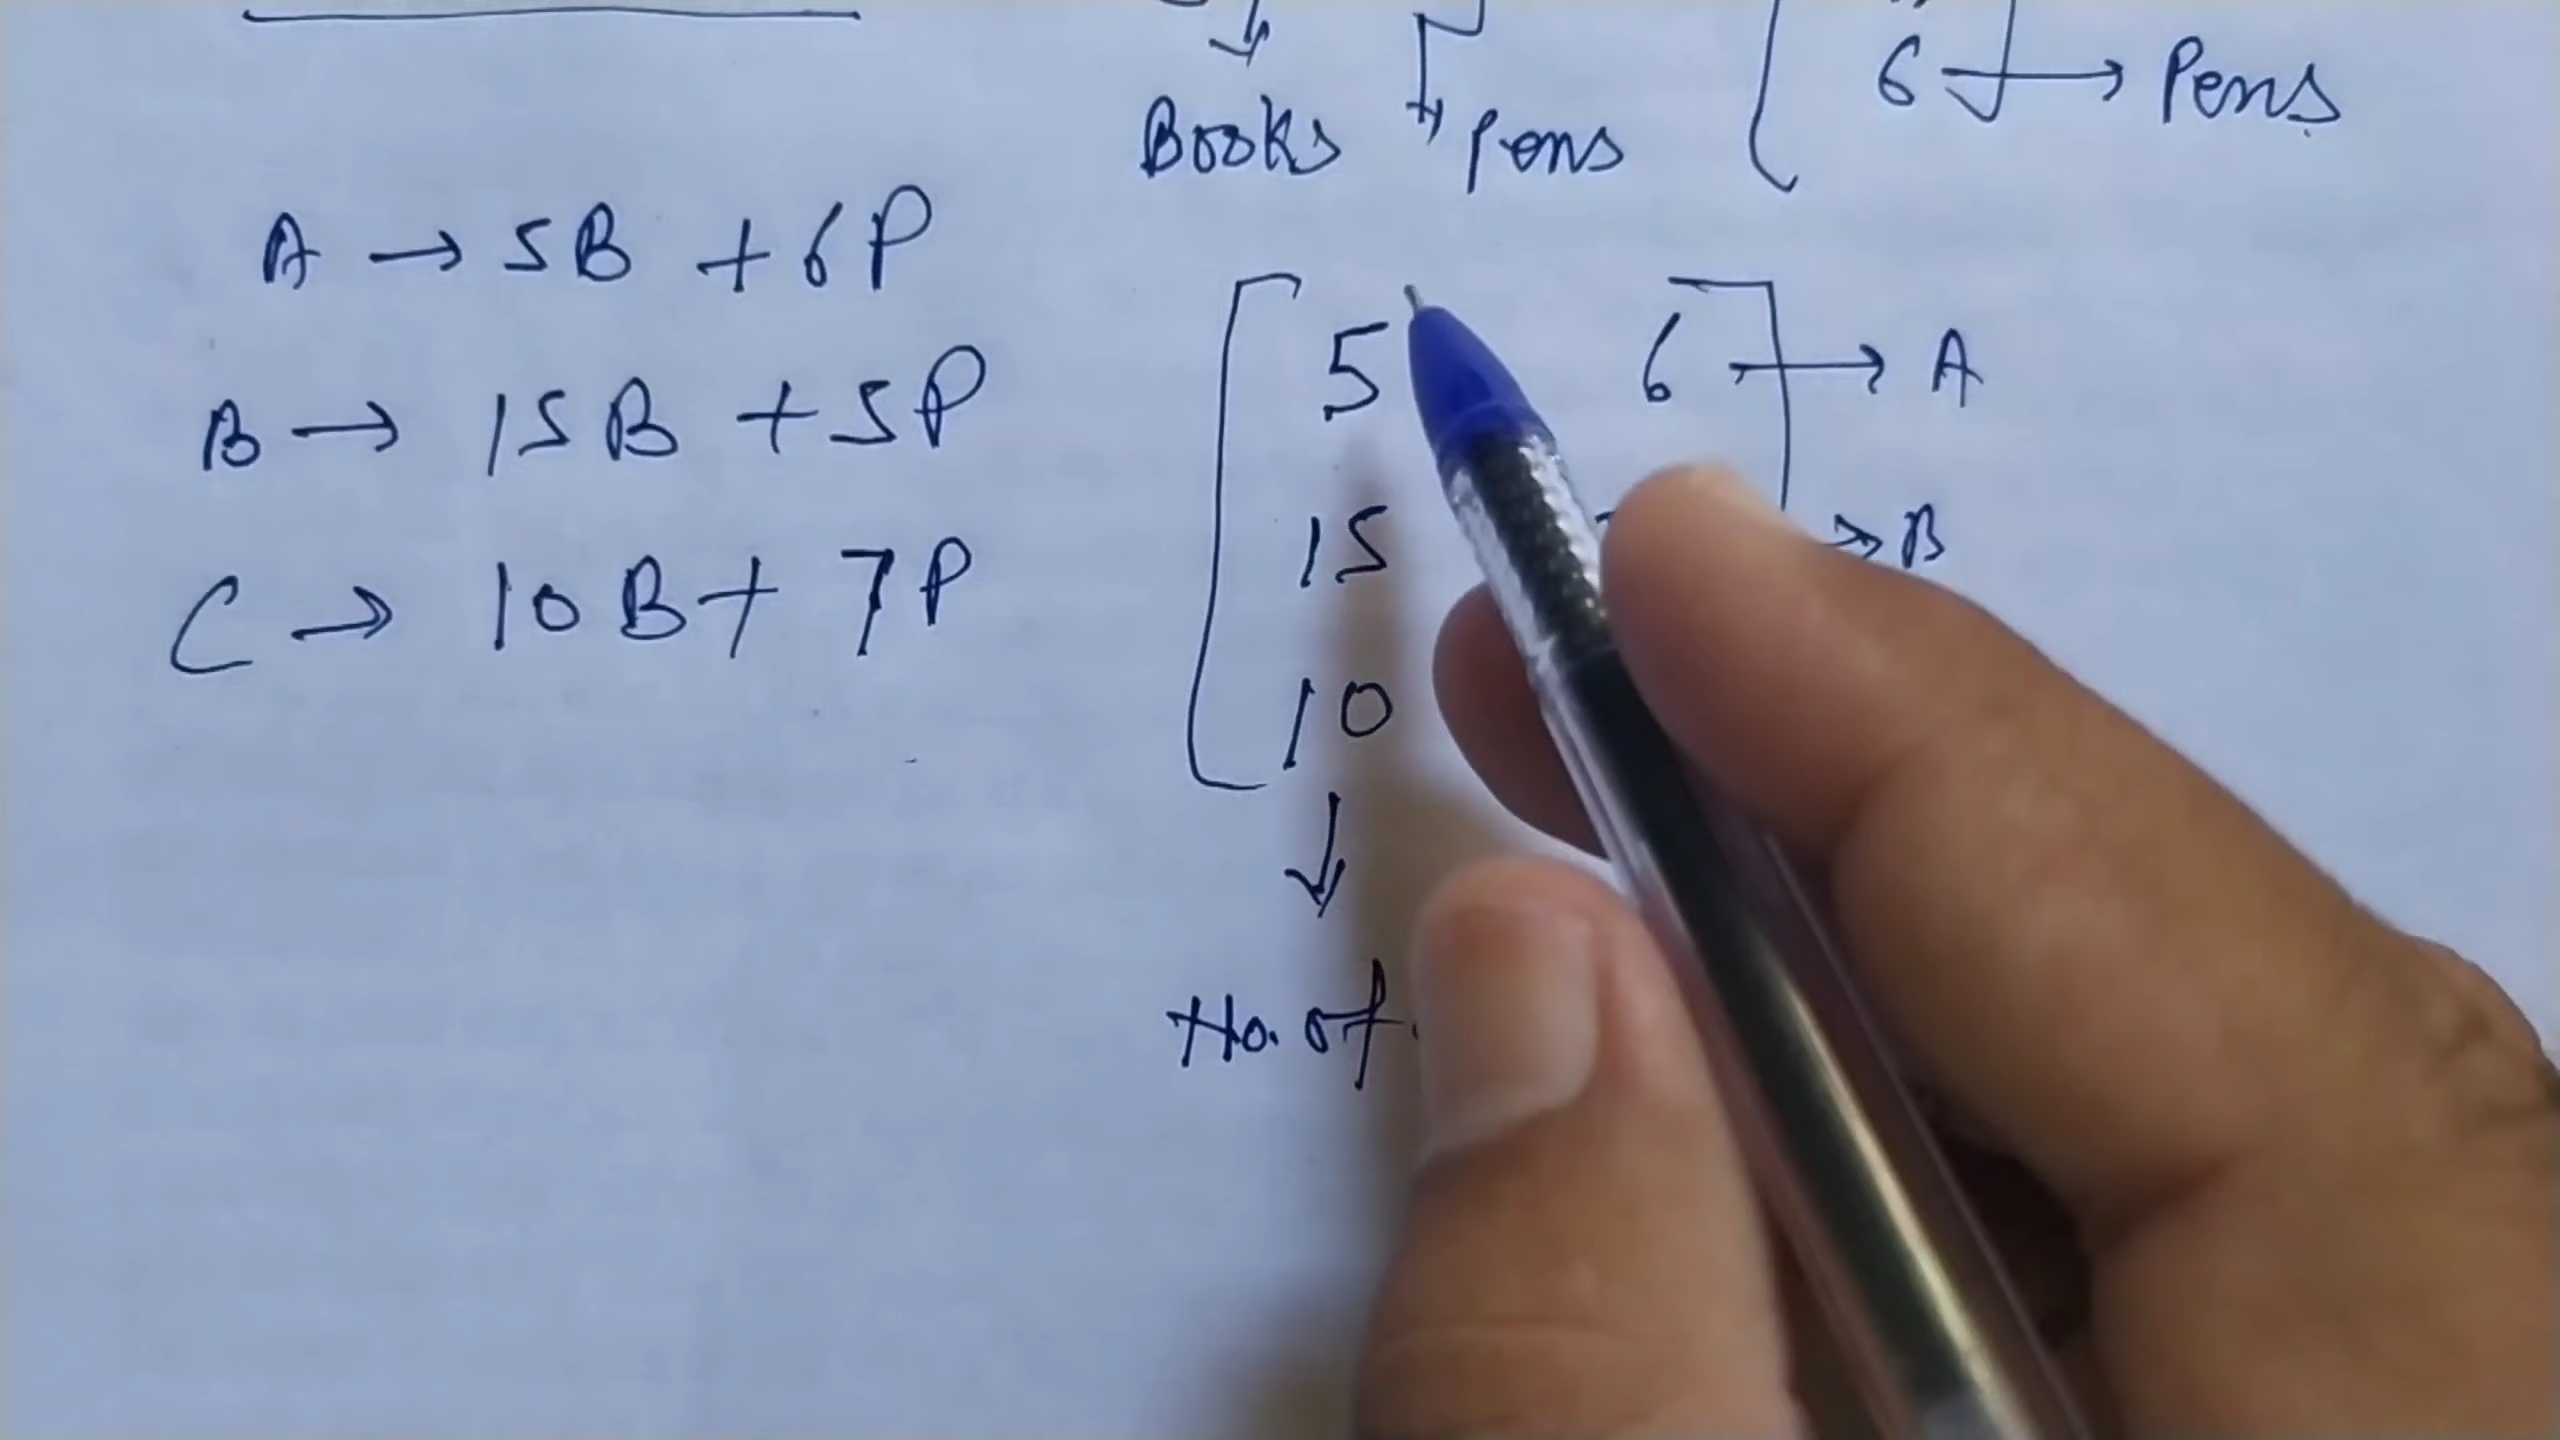 6 → Pens
Books Pens
A → 5B + 6P
B → 15B + 5P
C → 10B + 7P
5 6 → A
15 → B
10
↓
No. of